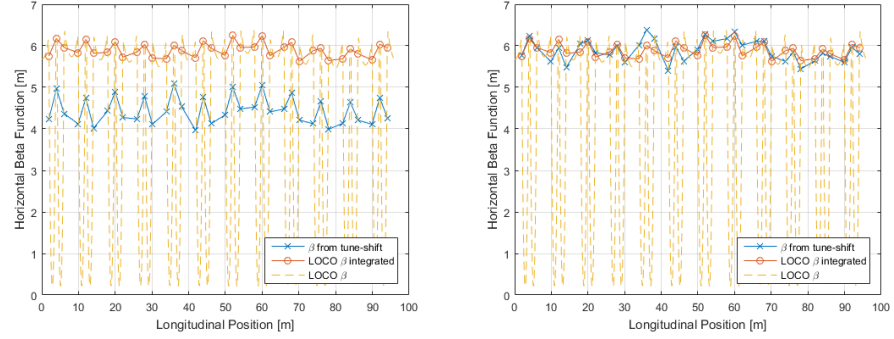 7
6
5
4
3
2
1
0
Horizontal Beta Function [m]
β from tune-shift
LOCO β integrated
LOCO β
0 10 20 30 40 50 60 70 80 90 100
Longitudinal Position [m]
7
6
5
4
3
2
1
0
Horizontal Beta Function [m]
β from tune-shift
LOCO β integrated
LOCO β
0 10 20 30 40 50 60 70 80 90 100
Longitudinal Position [m]